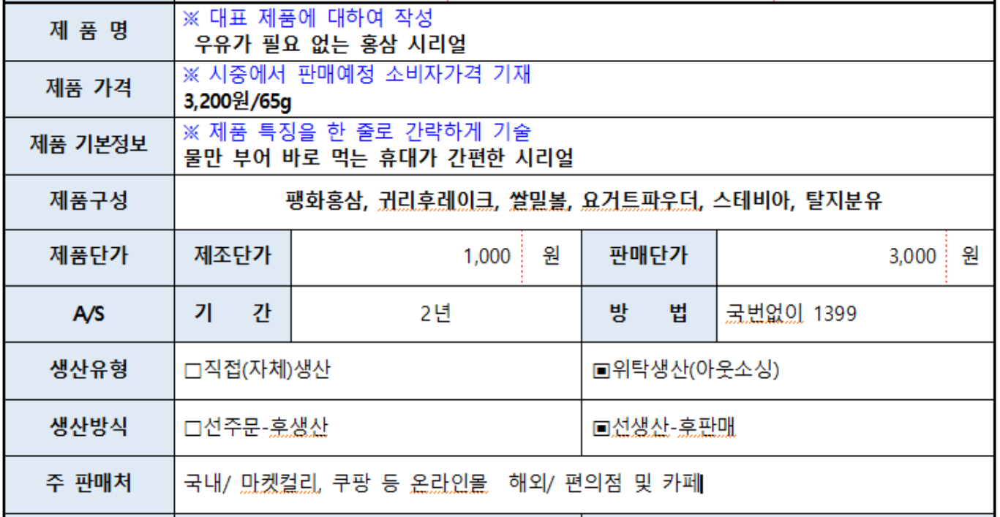 제 품 명
※ 대표 제품에 대하여 작성
우유가 필요 없는 홍삼 시리얼
제품 가격
※ 시중에서 판매예정 소비자가격 기재
3,200원/65g
제품 기본정보
※ 제품 특징을 한 줄로 간략하게 기술
물만 부어 바로 먹는 휴대가 간편한 시리얼
제품구성
팽화홍삼, 귀리후레이크, 쌀밀볼, 요거트파우더, 스테비아, 탈지분유
제품단가 제조단가 1,000 원 판매단가 3,000 원
A/S 기 간 2년 방 법 국번없이 1399
생산유형 □직접(자체)생산 ▣위탁생산(아웃소싱)
생산방식 □선주문-후생산 ▣선생산-후판매
주 판매처 국내/ 마켓컬리, 쿠팡 등 온라인몰 해외/ 편의점 및 카페